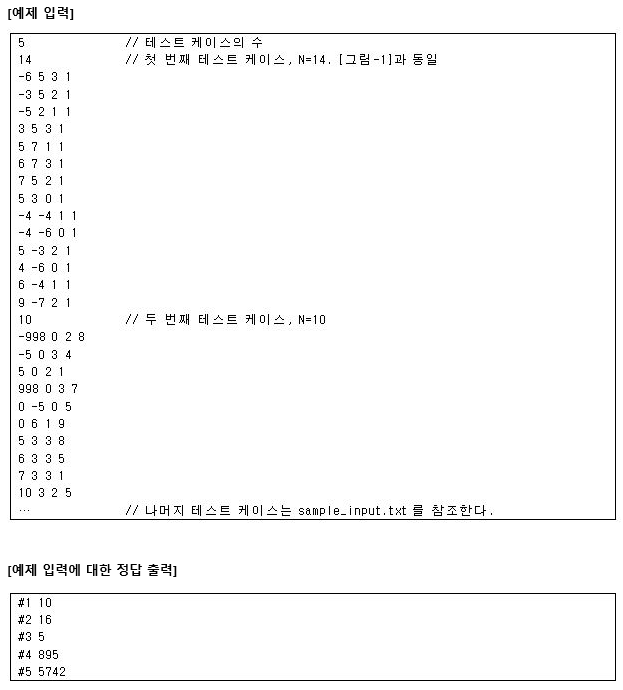 [예제 입력]
5 // 테스트 케이스의 수
14 // 첫 번째 테스트 케이스, N=14. [그림-1]과 동일
-6 5 3 1
-3 5 2 1
-5 2 1 1
3 5 3 1
5 7 1 1
6 7 3 1
7 5 2 1
5 3 0 1
-4 -4 1 1
-4 -6 0 1
5 -3 2 1
4 -6 0 1
6 -4 1 1
9 -7 2 1
10 // 두 번째 테스트 케이스, N=10
-998 0 2 8
-5 0 3 4
5 0 2 1
998 0 3 7
0 -5 0 5
0 6 1 9
5 3 3 8
6 3 3 5
7 3 3 1
10 3 2 5
… // 나머지 테스트 케이스는 sample_input.txt 를 참조한다.
[예제 입력에 대한 정답 출력]
#1 10
#2 16
#3 5
#4 895
#5 5742